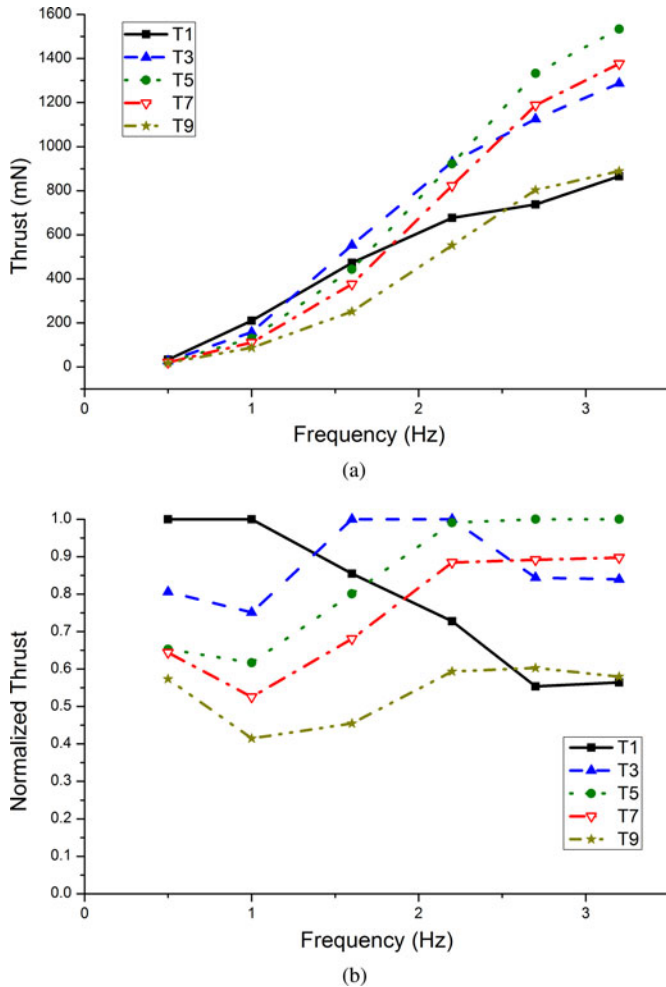 1600
1400
1200
1000
800
600
400
200
0
Thrust (mN)
T1
T3
T5
T7
T9
0 1 2 3
Frequency (Hz)
(a)
1.0
0.9
0.8
0.7
0.6
0.5
0.4
0.3
0.2
0.1
0.0
Normalized Thrust
T1
T3
T5
T7
T9
0 1 2 3
Frequency (Hz)
(b)